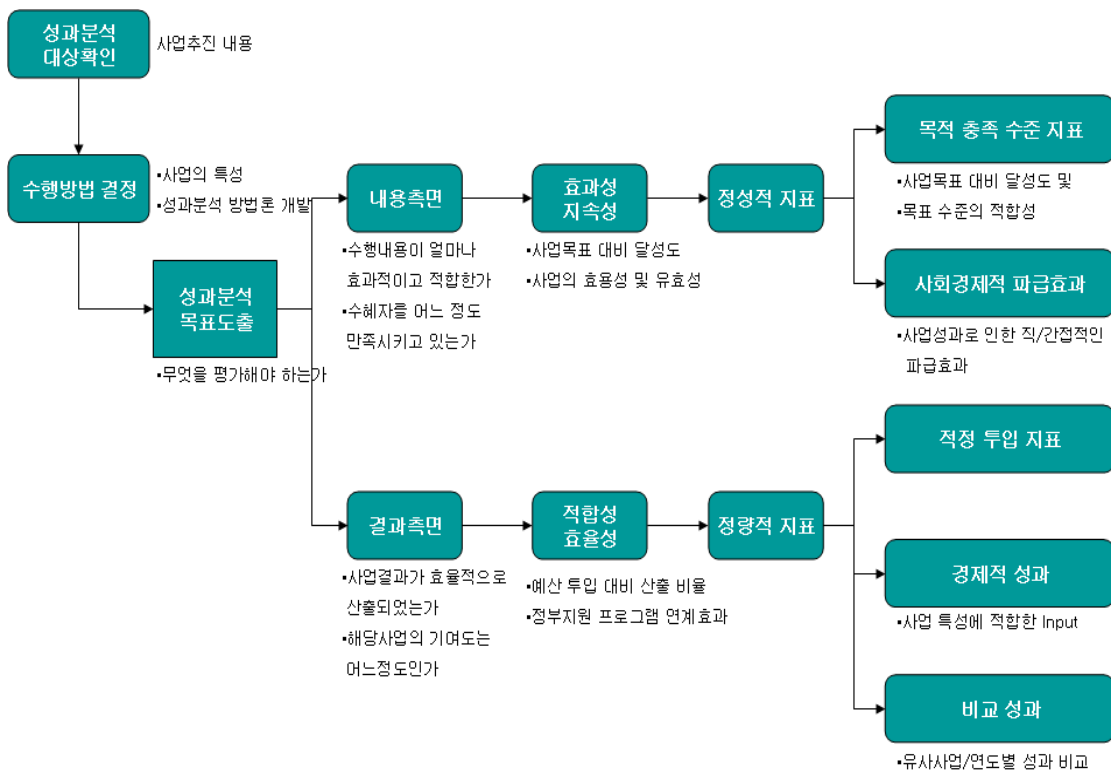 성과분석
대상확인
사업추진 내용
수행방법 결정
▪사업의 특성
▪성과분석 방법론 개발
성과분석
목표도출
▪무엇을 평가해야 하는가
내용측면
▪수행내용이 얼마나
효과적이고 적합한가
▪수혜자를 어느 정도
만족시키고 있는가
효과성
지속성
▪사업목표 대비 달성도
▪사업의 효용성 및 유효성
정성적 지표
목적 충족 수준 지표
▪사업목표 대비 달성도 및
▪목표 수준의 적합성
사회경제적 파급효과
▪사업성과로 인한 직/간접적인
파급효과
결과측면
▪사업결과가 효율적으로
산출되었는가
▪해당사업의 기여도는
어느정도인가
적합성
효율성
▪예산 투입 대비 산출 비율
▪정부지원 프로그램 연계효과
정량적 지표
적정 투입 지표
경제적 성과
▪사업 특성에 적합한 Input
비교 성과
▪유사사업/연도별 성과 비교